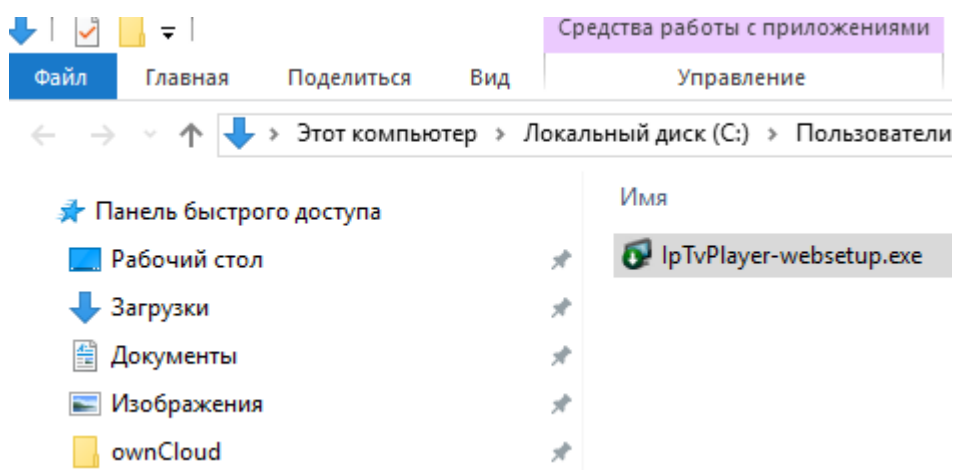 Средства работы с приложениями
Файл Главная Поделиться Вид Управление
Этот компьютер > Локальный диск (C:) > Пользователи
Имя
Панель быстрого доступа
IpTvPlayer-websetup.exe
Рабочий стол
Загрузки
Документы
Изображения
ownCloud